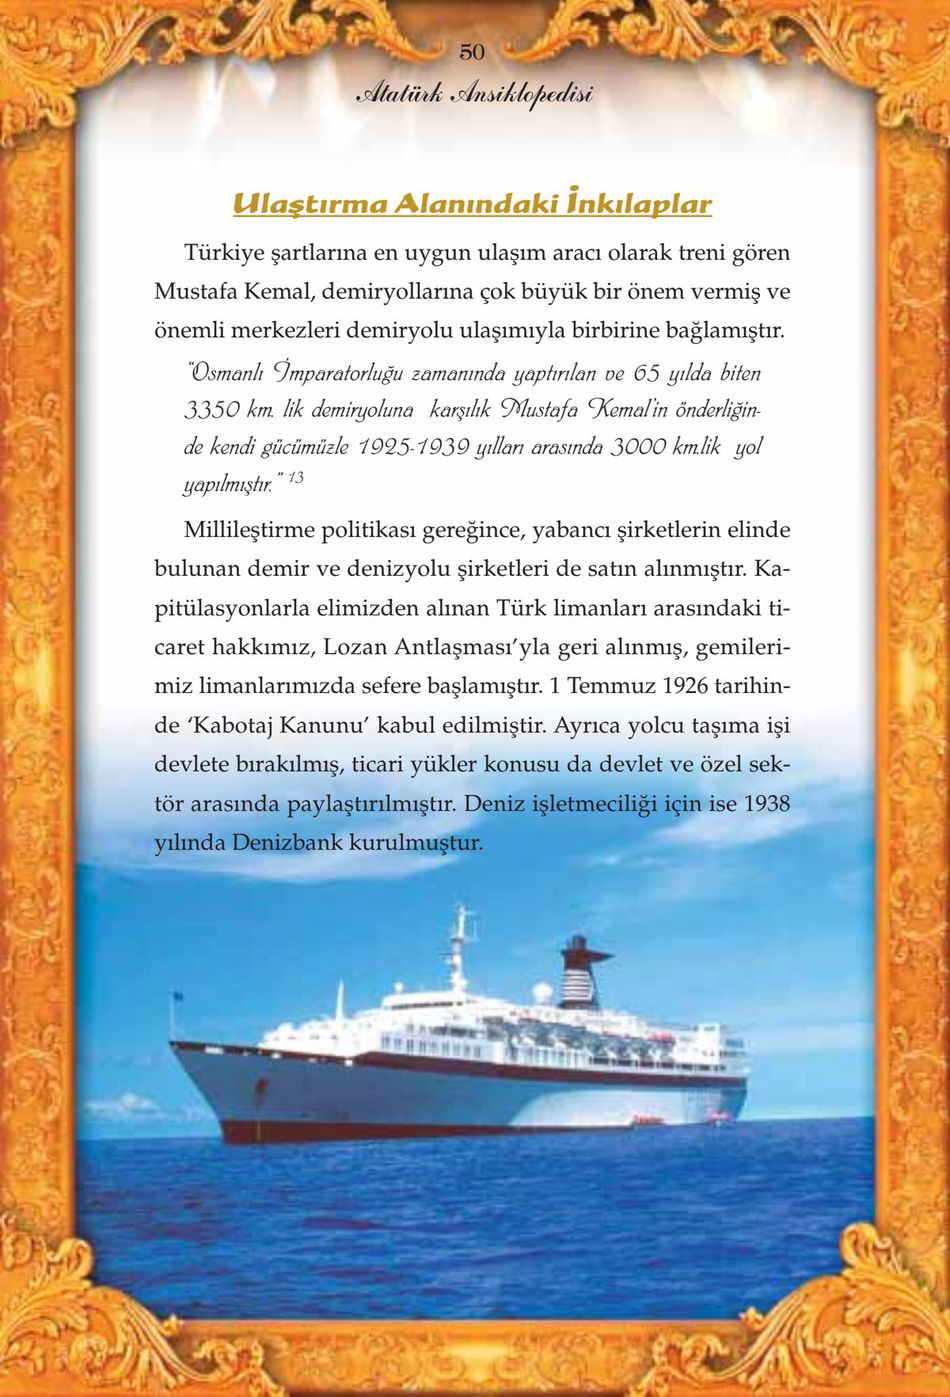 50
Atatürk Ansiklopedisi
Ulaştırma Alanındaki İnkılaplar
Türkiye şartlarına en uygun ulaşım aracı olarak treni gören
Mustafa Kemal, demiryollarına çok büyük bir önem vermiş ve
önemli merkezleri demiryolu ulaşımıyla birbirine bağlamıştır.
“Osmanlı İmparatorluğu zamanında yaptırılan ve 65 yılda biten
3350 km. lik demiryoluna karşılık Mustafa Kemal’in önderliğin-
de kendi gücümüzle 1925-1939 yılları arasında 3000 km.lik yol
yapılmıştır.” 13
Millileştirme politikası gereğince, yabancı şirketlerin elinde
bulunan demir ve denizyolu şirketleri de satın alınmıştır. Ka-
pitülasyonlarla elimizden alınan Türk limanları arasındaki ti-
caret hakkımız, Lozan Antlaşması’yla geri alınmış, gemileri-
miz limanlarımızda sefere başlamıştır. 1 Temmuz 1926 tarihin-
de ‘Kabotaj Kanunu’ kabul edilmiştir. Ayrıca yolcu taşıma işi
devlete bırakılmış, ticari yükler konusu da devlet ve özel sek-
tör arasında paylaştırılmıştır. Deniz işletmeciliği için ise 1938
yılında Denizbank kurulmuştur.